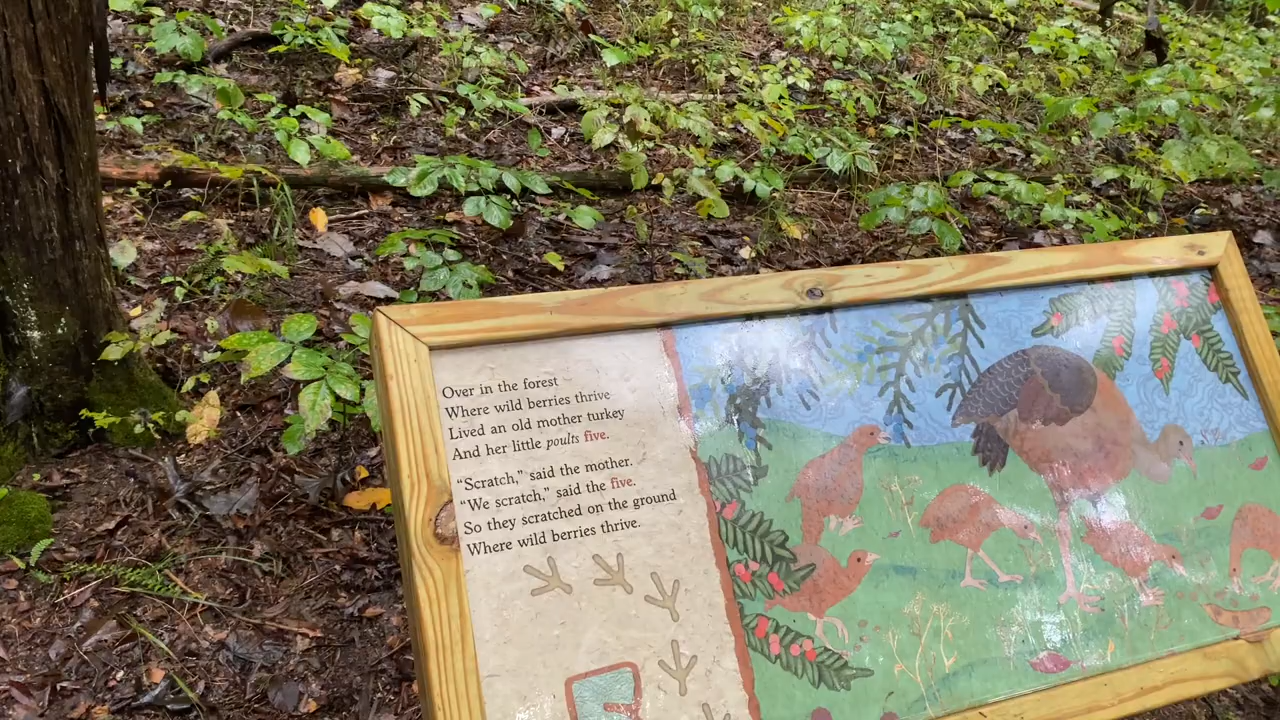 Over in the forest
Where wild berries thrive
Lived an old mother turkey
And her little poults five.
“Scratch,” said the mother.
“We scratch,” said the five.
So they scratched on the ground
Where wild berries thrive.